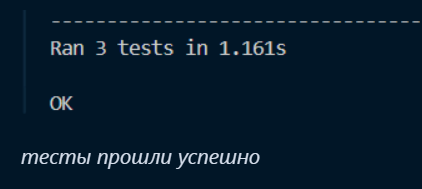 ----------------------------------
Ran 3 tests in 1.161s
OK
тесты прошли успешно